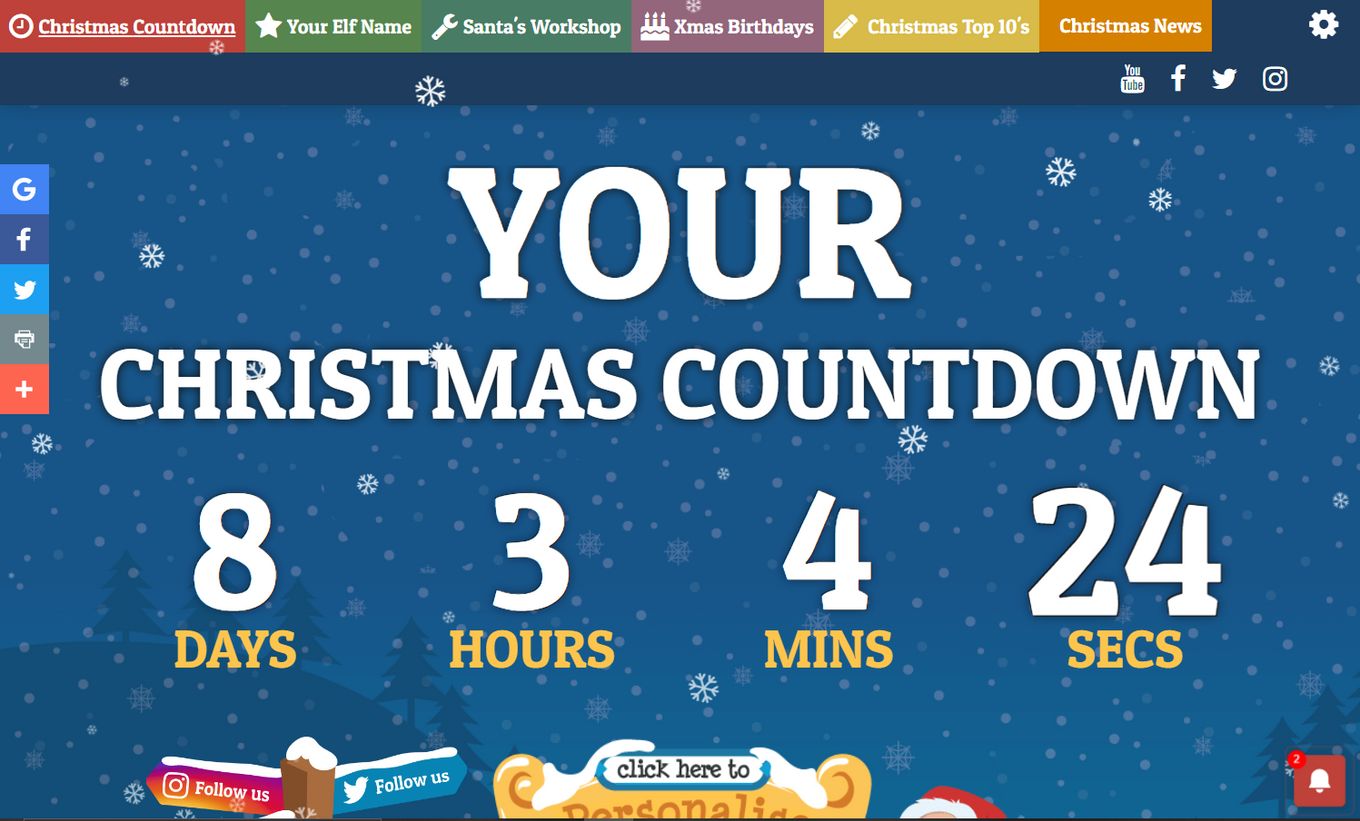 Christmas Countdown Your Elf Name Santa's Workshop Xmas Birthdays Christmas Top 10's Christmas News
You
Tube
YOUR
CHRISTMAS COUNTDOWN
8 3 4 24
DAYS HOURS MINS SECS
Follow us Follow us
click here to
Personalise
2